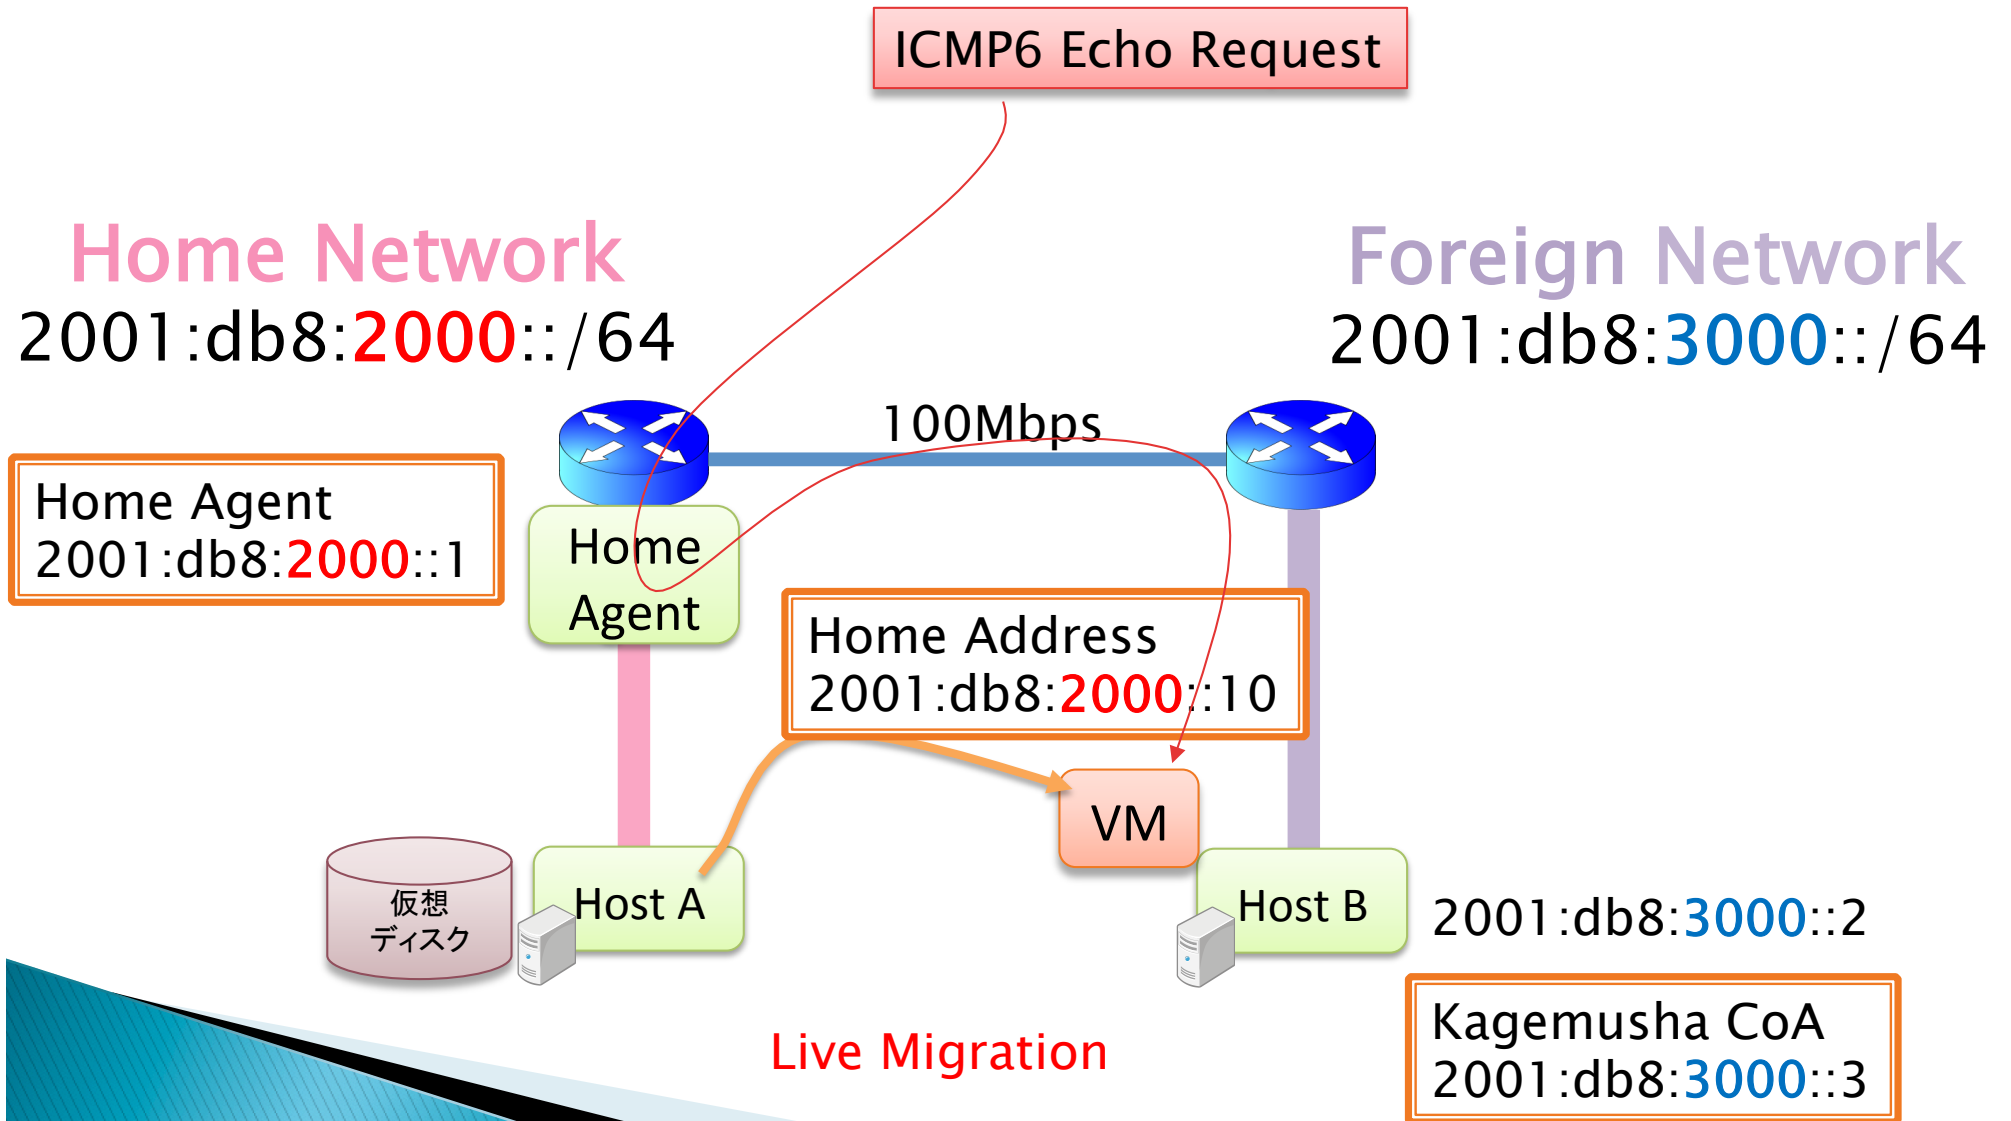 ICMP6 Echo Request
Home Network
2001:db8:2000::/64
Foreign Network
2001:db8:3000::/64
100Mbps
Home Agent
2001:db8:2000::1
Home
Agent
Home Address
2001:db8:2000::10
VM
仮想
ディスク
Host A
Host B
2001:db8:3000::2
Kagemusha CoA
2001:db8:3000::3
Live Migration